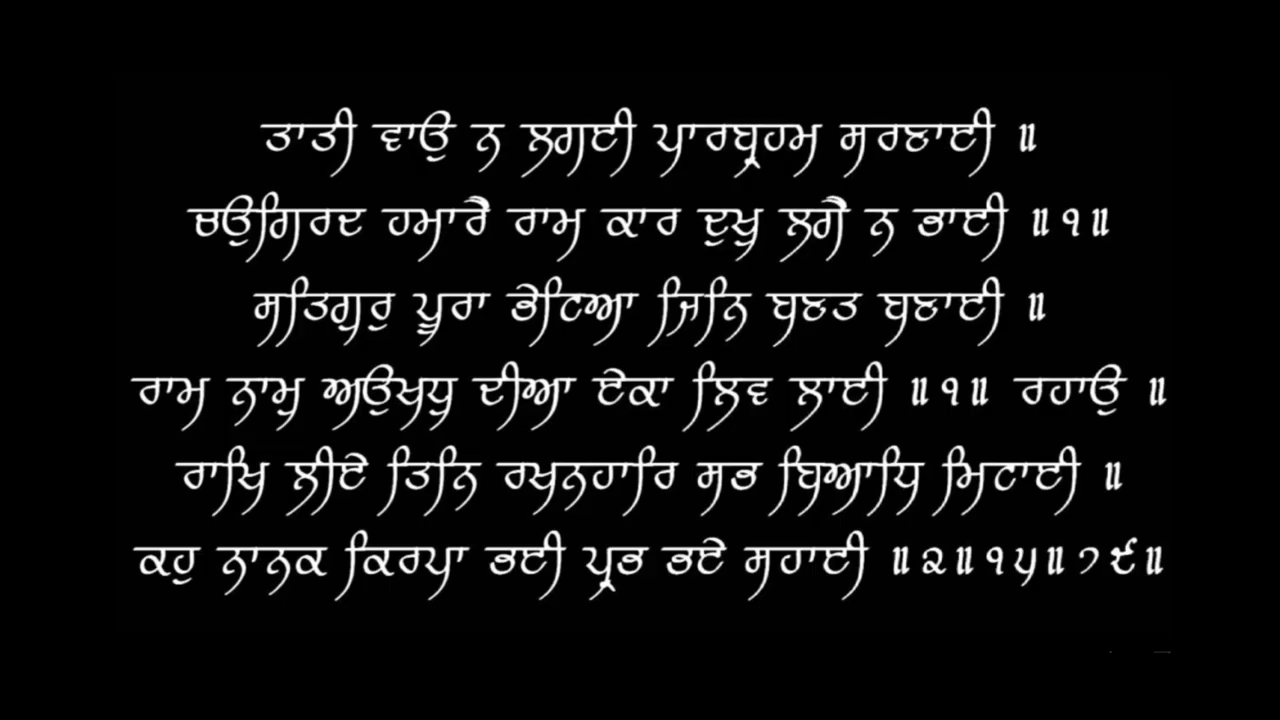 ਤਾਤੀ ਵਾਉ ਨ ਲਗਈ ਪਾਰਬ੍ਰਹਮ ਸਰਣਾਈ ॥
ਚਉਗਿਰਦ ਹਮਾਰੈ ਰਾਮ ਕਾਰ ਦੁਖੁ ਲਗੈ ਨ ਭਾਈ ॥੧॥
ਸਤਿਗੁਰੁ ਪੂਰਾ ਭੇਟਿਆ ਜਿਨਿ ਬਣਤ ਬਣਾਈ ॥
ਰਾਮ ਨਾਮੁ ਅਉਖਧੁ ਦੀਆ ਏਕਾ ਲਿਵ ਲਾਈ ॥੧॥ ਰਹਾਉ ॥
ਰਾਖਿ ਲੀਏ ਤਿਨਿ ਰਖਨਹਾਰਿ ਸਭ ਬਿਆਧਿ ਮਿਟਾਈ ॥
ਕਹੁ ਨਾਨਕ ਕਿਰਪਾ ਭਈ ਪ੍ਰਭ ਭਏ ਸਹਾਈ ॥੨॥੧੫॥੭੯॥